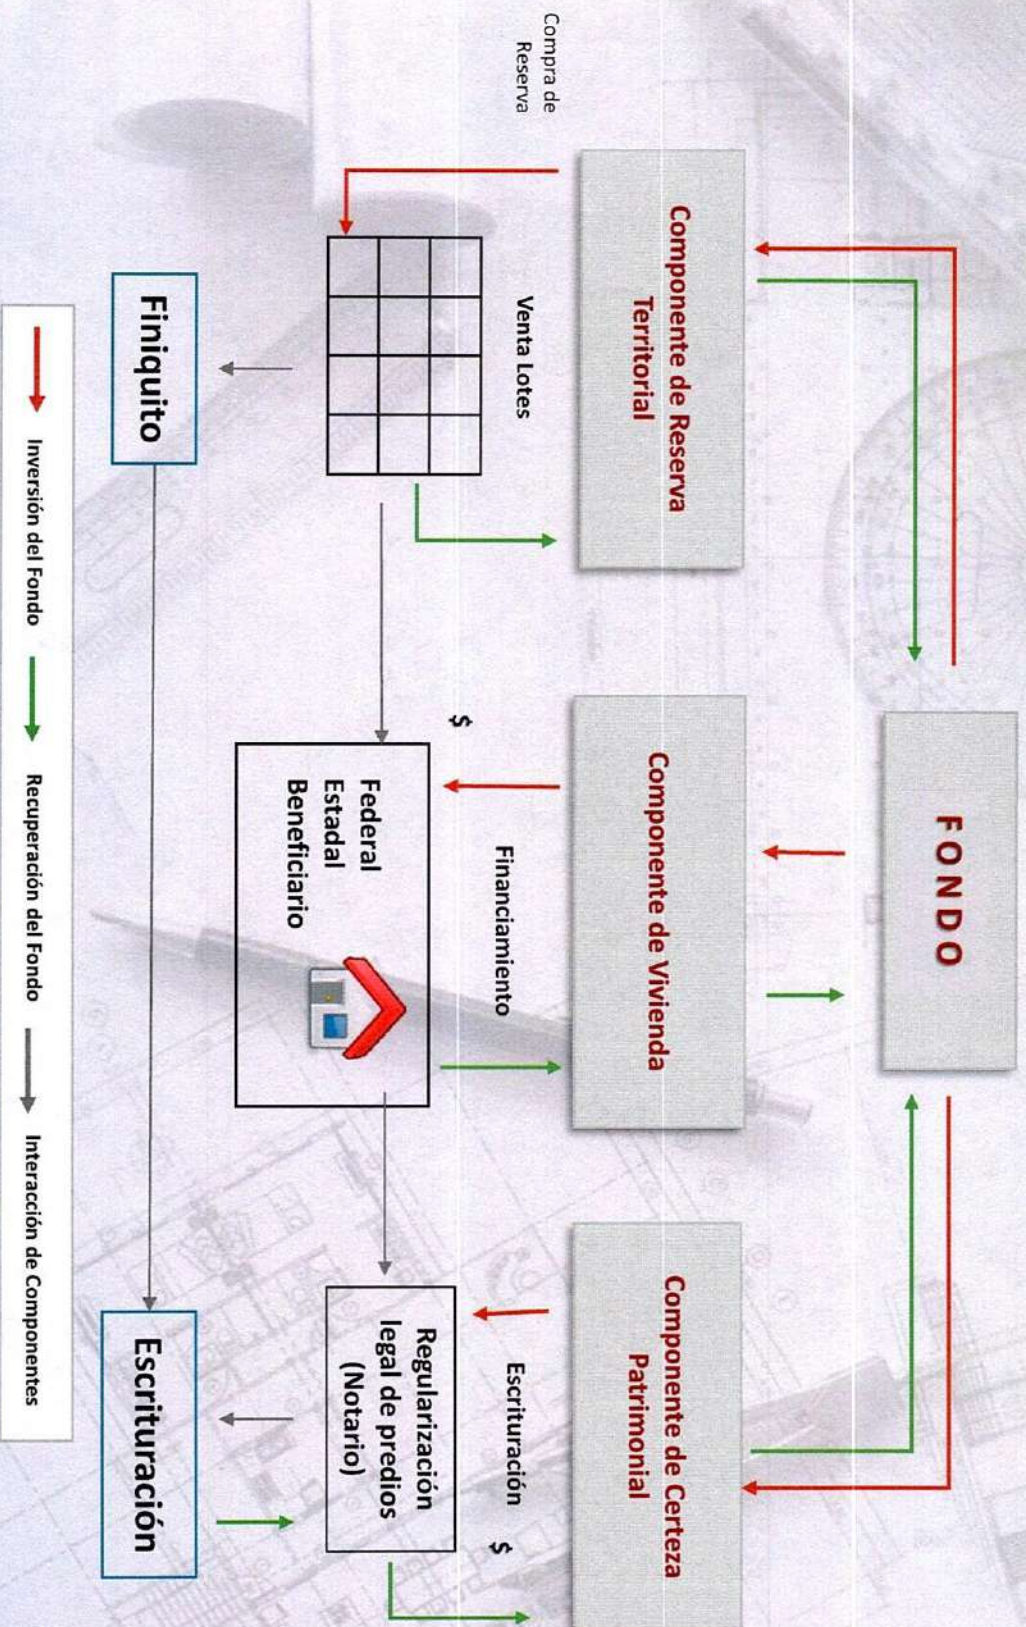 FONDO
Componente de Reserva
Territorial
Componente de Vivienda
Componente de Certeza
Patrimonial
Compra de
Reserva
Venta Lotes
$
Financiamiento
Escrituración
$
Federal
Estadal
Beneficiario
Regularización
legal de predios
(Notario)
Finiquito
Escrituración
Inversión del Fondo
Recuperación del Fondo
Interacción de Componentes